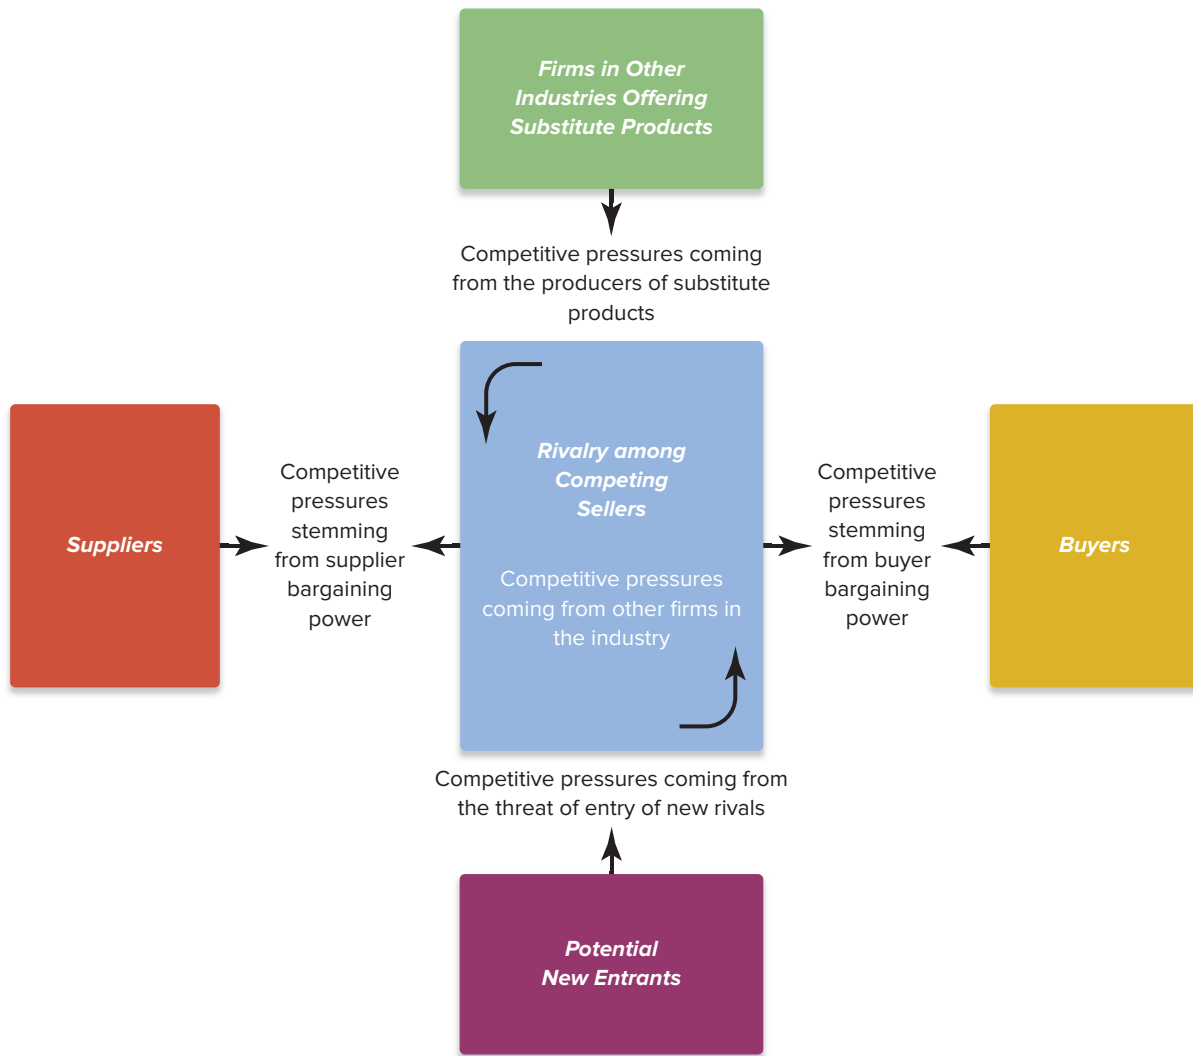 Firms in Other
Industries Offering
Substitute Products
Competitive pressures coming
from the producers of substitute
products
Suppliers
Competitive
pressures
stemming
from supplier
bargaining
power
Rivalry among
Competing
Sellers
Competitive pressures
coming from other firms in
the industry
Competitive
pressures
stemming
from buyer
bargaining
power
Buyers
Competitive pressures coming from
the threat of entry of new rivals
Potential
New Entrants